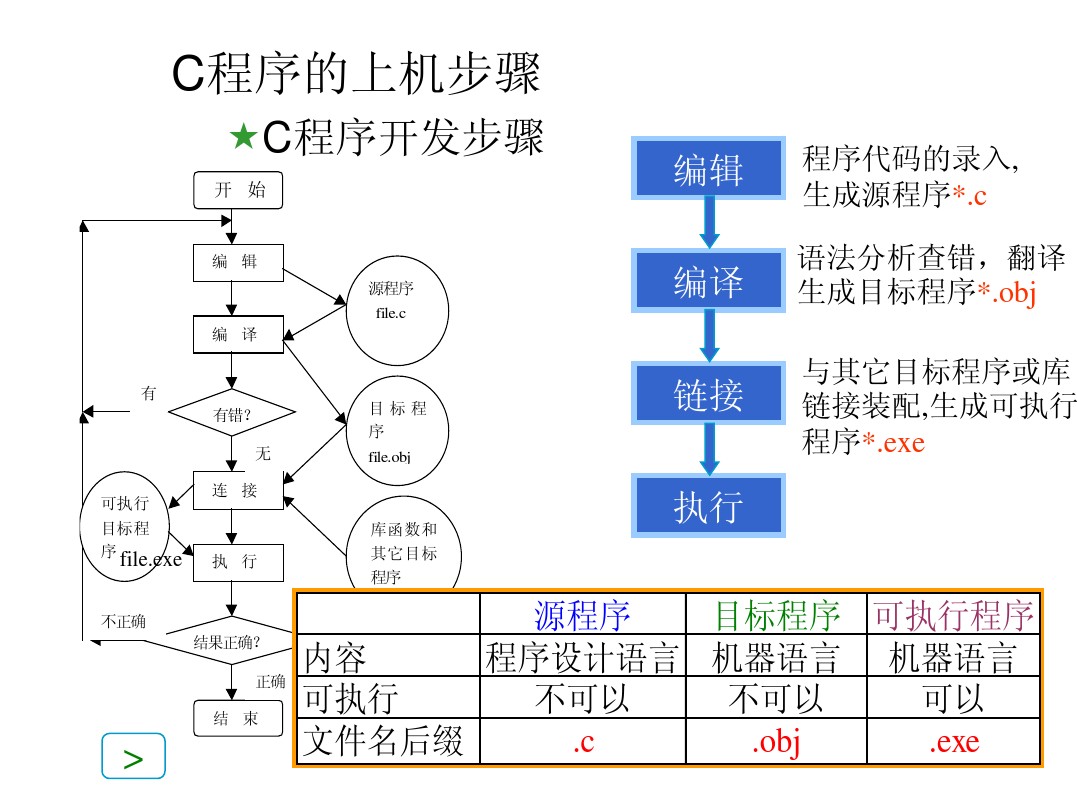 C程序的上机步骤
★C程序开发步骤
开 始
编 辑
源程序
file.c
编 译
有
有错?
目 标 程
序
file.obj
无
连 接
可执行
目标程
序 file.exe
库函数和
其它目标
程序
执 行
不正确
结果正确?
正确
结 束
>
编辑
程序代码的录入,
生成源程序*.c
编译
语法分析查错，翻译
生成目标程序*.obj
链接
与其它目标程序或库
链接装配,生成可执行
程序*.exe
执行
源程序 目标程序 可执行程序
内容 程序设计语言 机器语言 机器语言
可执行 不可以 不可以 可以
文件名后缀 .c .obj .exe